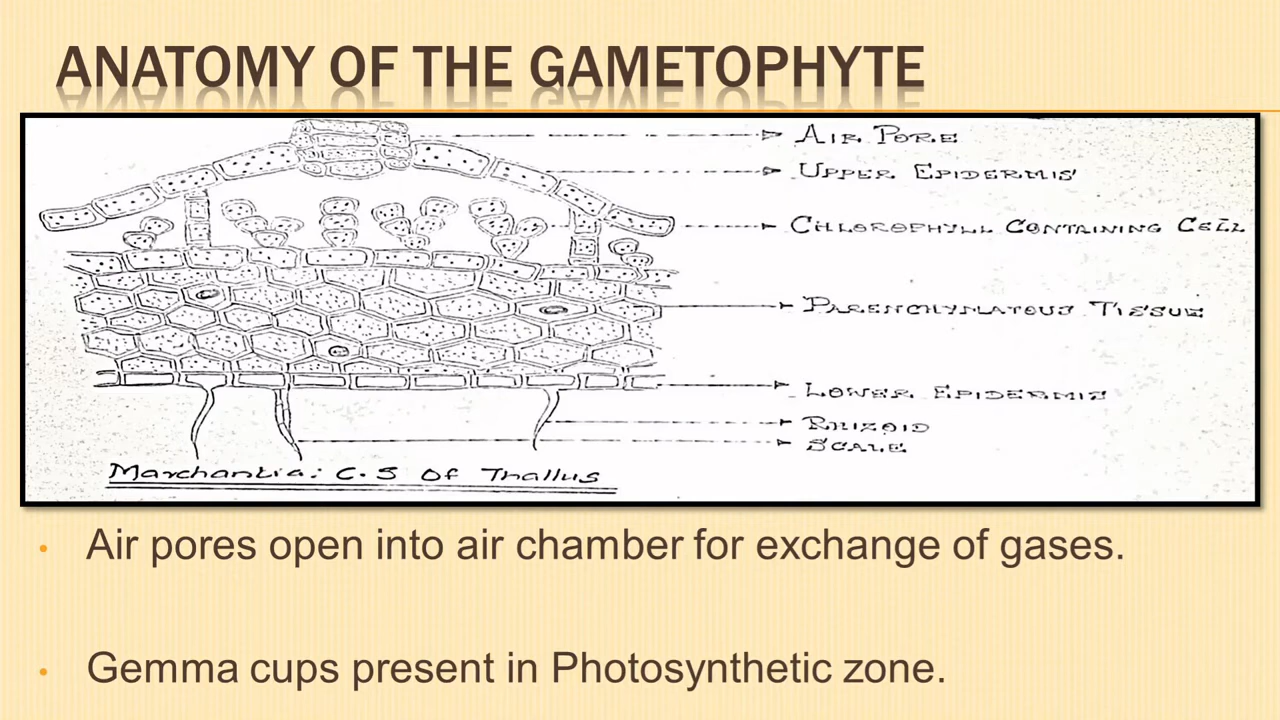 ANATOMY OF THE GAMETOPHYTE
AIR PORE
UPPER EPIDERMIS
CHLOROPHYLL CONTAINING CELL
PARENCHYMATOUS TISSUE
LOWER EPIDERMIS
RHIZOID
SCALE
Marchantia: C.S Of Thallus
• Air pores open into air chamber for exchange of gases.
• Gemma cups present in Photosynthetic zone.